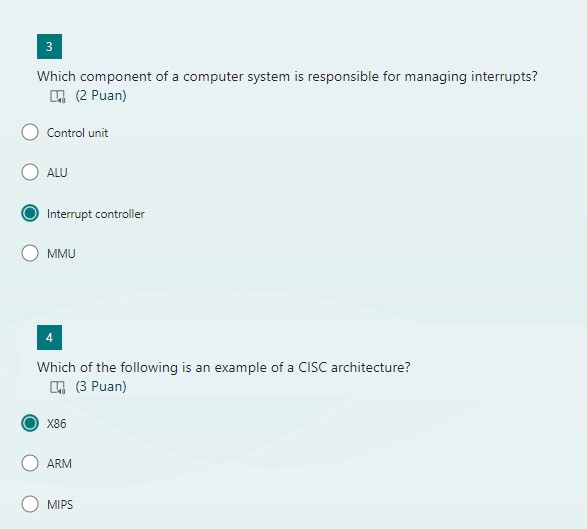 3
Which component of a computer system is responsible for managing interrupts?
(2 Puan)
Control unit
ALU
Interrupt controller
MMU
4
Which of the following is an example of a CISC architecture?
(3 Puan)
X86
ARM
MIPS